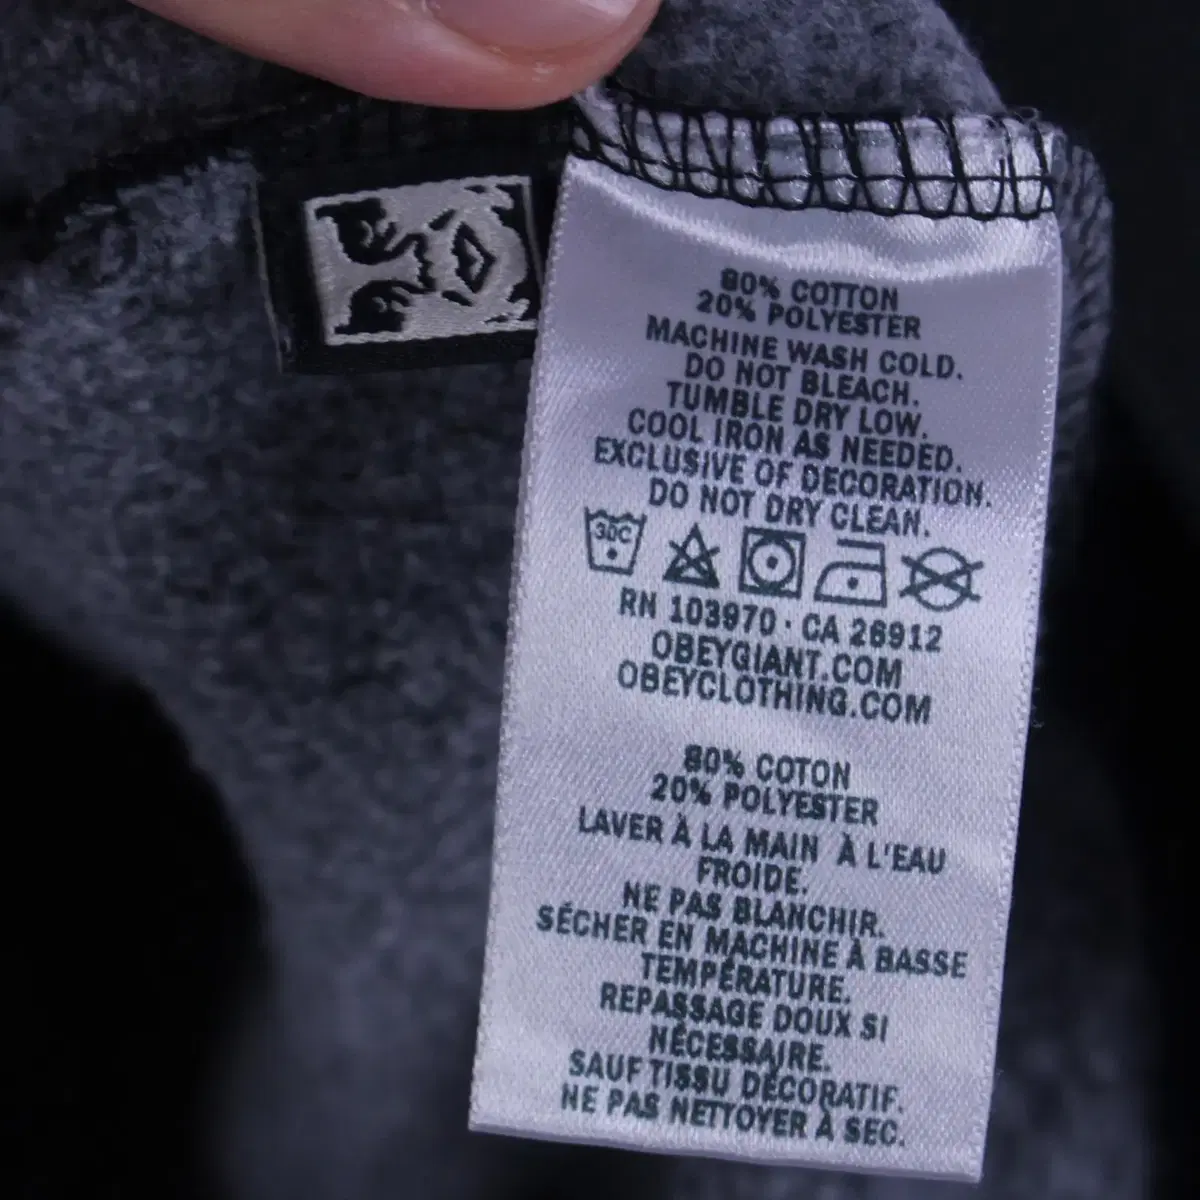 80% COTTON
20% POLYESTER
MACHINE WASH COLD.
DO NOT BLEACH.
TUMBLE DRY LOW.
COOL IRON AS NEEDED.
EXCLUSIVE OF DECORATION.
DO NOT DRY CLEAN.
30C
RN 103970 · CA 26912
OBEYGIANT.COM
OBEYCLOTHING.COM
80% COTON
20% POLYESTER
LAVER À LA MAIN À L'EAU
FROIDE.
NE PAS BLANCHIR.
SÉCHER EN MACHINE À BASSE
TEMPÉRATURE.
REPASSAGE DOUX SI
NÉCESSAIRE.
SAUF TISSU DÉCORATIF.
NE PAS NETTOYER À SEC.